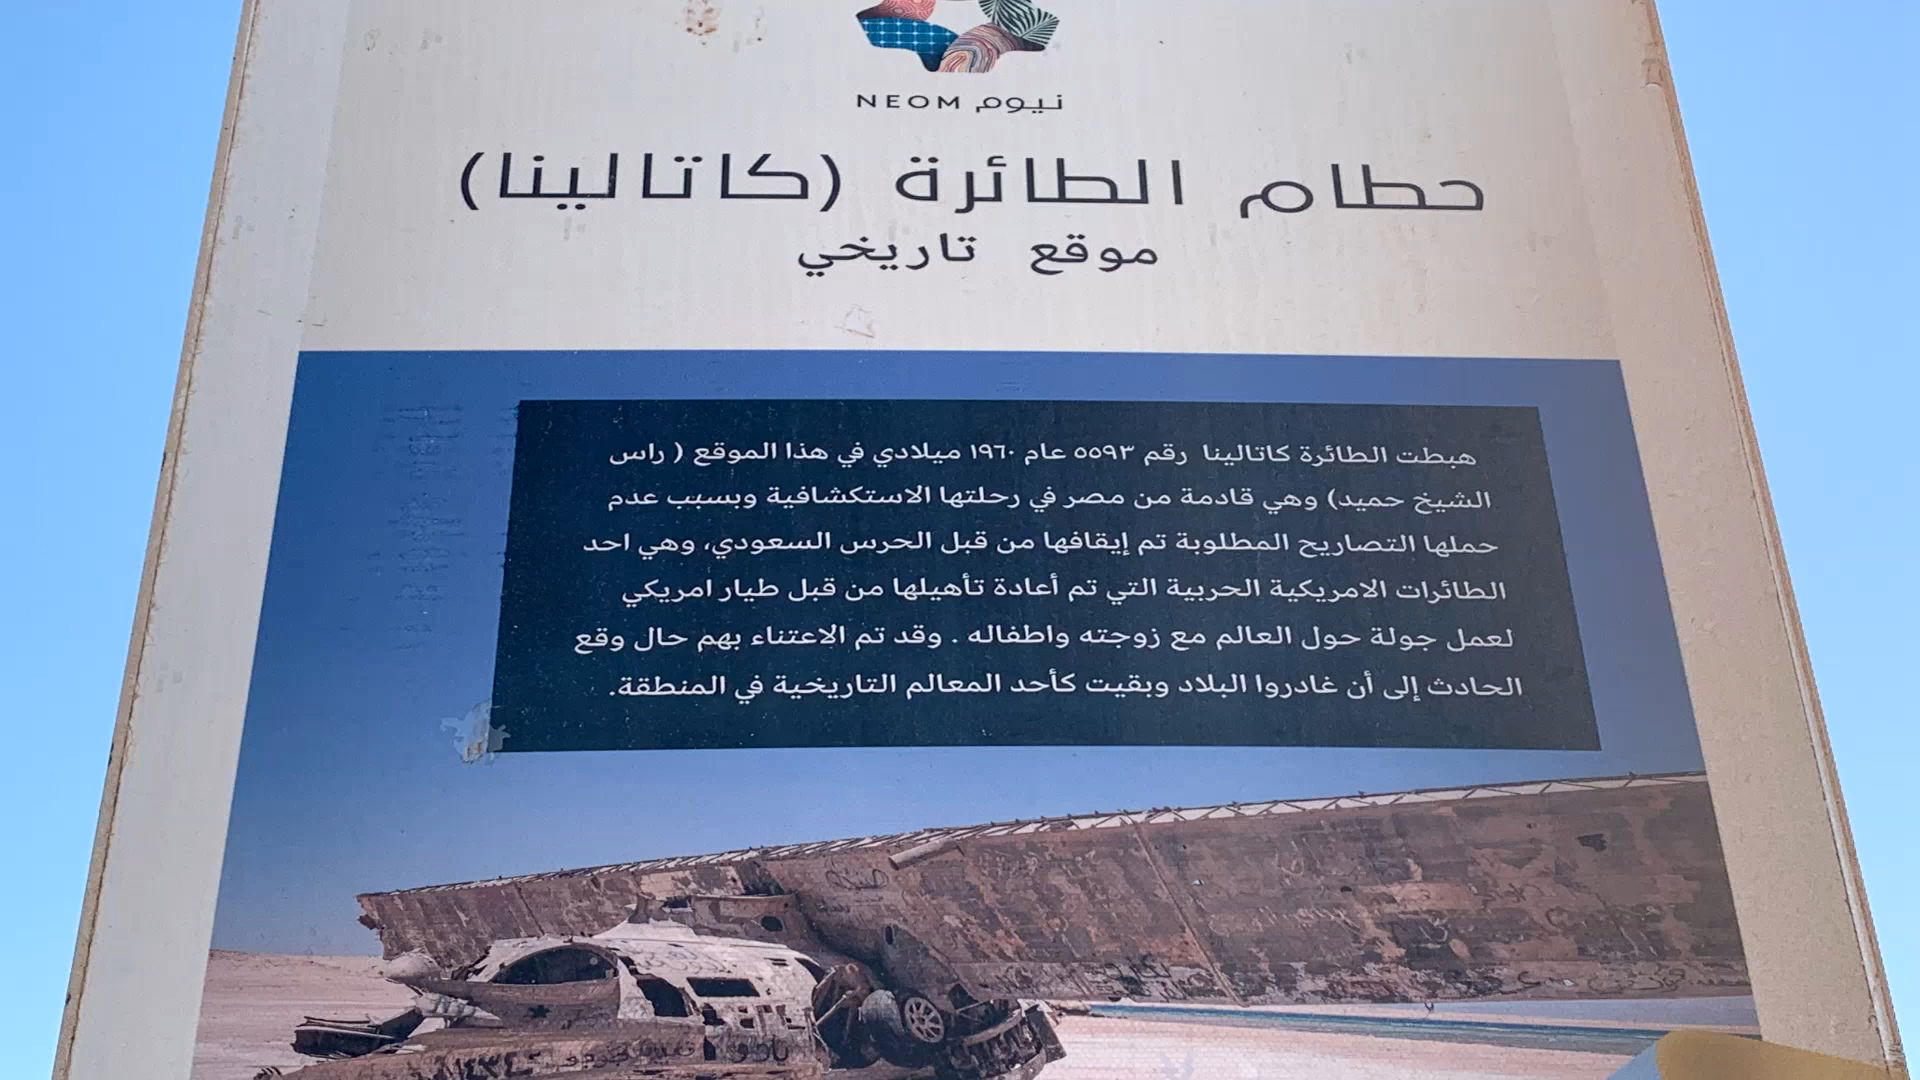 NEOM نيوم
حطام الطائرة (كاتالينا)
موقع تاريخي
هبطت الطائرة كاتالينا رقم ٥٥٩٣ عام ١٩٦٠ ميلادي في هذا الموقع ( راس
الشيخ حميد) وهي قادمة من مصر في رحلتها الاستكشافية وبسبب عدم
حملها التصاريح المطلوبة تم إيقافها من قبل الحرس السعودي، وهي احد
الطائرات الامريكية الحربية التي تم أعادة تأهيلها من قبل طيار امريكي
لعمل جولة حول العالم مع زوجته واطفاله . وقد تم الاعتناء بهم حال وقع
الحادث إلى أن غادروا البلاد وبقيت كأحد المعالم التاريخية في المنطقة.